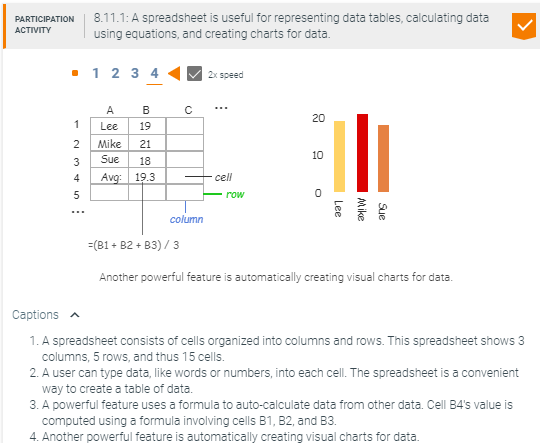 PARTICIPATION ACTIVITY
8.11.1: A spreadsheet is useful for representing data tables, calculating data
using equations, and creating charts for data.
1 2 3 4 2x speed
A B C ...
1 Lee 19
2 Mike 21
3 Sue 18
4 Avg: 19.3
5
...
cell
row
column
=(B1 + B2 + B3) / 3
20
10
0
Lee
Mike
Sue
Another powerful feature is automatically creating visual charts for data.
Captions
1. A spreadsheet consists of cells organized into columns and rows. This spreadsheet shows 3
columns, 5 rows, and thus 15 cells.
2. A user can type data, like words or numbers, into each cell. The spreadsheet is a convenient
way to create a table of data.
3. A powerful feature uses a formula to auto-calculate data from other data. Cell B4's value is
computed using a formula involving cells B1, B2, and B3.
4. Another powerful feature is automatically creating visual charts for data.